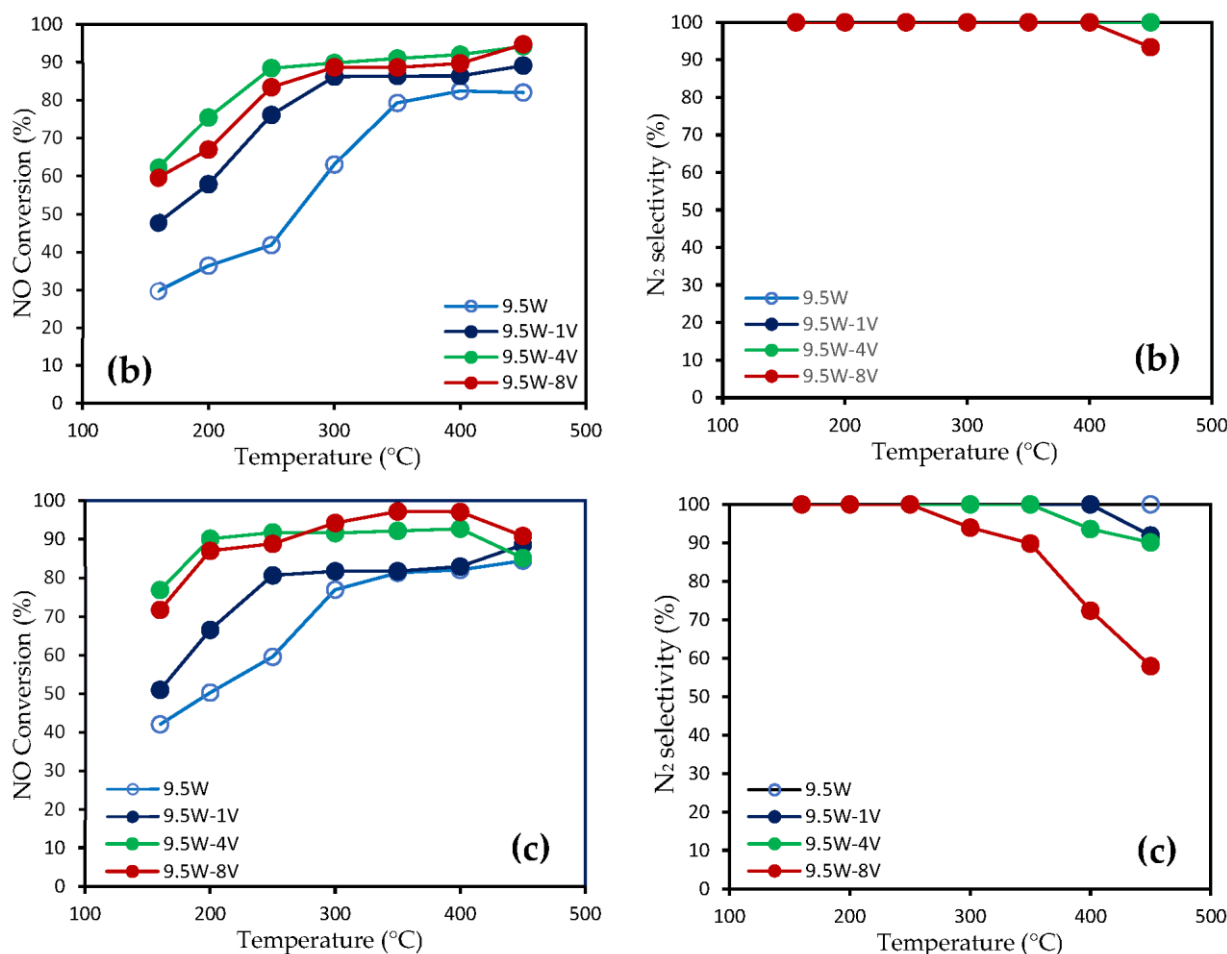 NO Conversion (%)
100
90
80
70
60
50
40
30
20
10
0
100
200
300
400
500
Temperature (°C)
9.5W
9.5W-1V
9.5W-4V
9.5W-8V
(b)
N2 selectivity (%)
100
90
80
70
60
50
40
30
20
10
0
100
200
300
400
500
Temperature (°C)
9.5W
9.5W-1V
9.5W-4V
9.5W-8V
(b)
NO Conversion (%)
100
90
80
70
60
50
40
30
20
10
0
100
200
300
400
500
Temperature (°C)
9.5W
9.5W-1V
9.5W-4V
9.5W-8V
(c)
N2 selectivity (%)
100
90
80
70
60
50
40
30
20
10
0
100
200
300
400
500
Temperature (°C)
9.5W
9.5W-1V
9.5W-4V
9.5W-8V
(c)